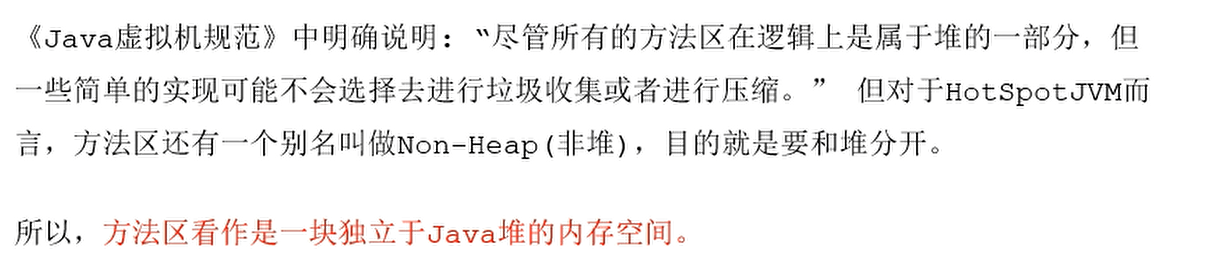 《Java虚拟机规范》中明确说明：“尽管所有的方法区在逻辑上是属于堆的一部分，但
一些简单的实现可能不会选择去进行垃圾收集或者进行压缩。” 但对于HotSpotJVM而
言，方法区还有一个别名叫做Non-Heap(非堆)，目的就是要和堆分开。
所以，方法区看作是一块独立于Java堆的内存空间。